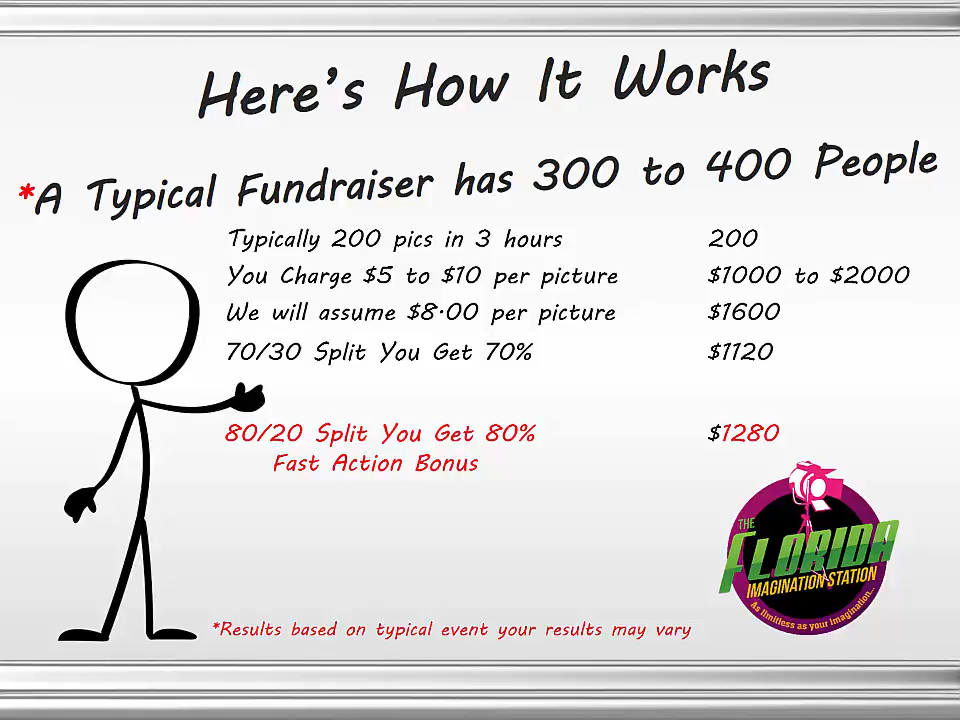 Here's How It Works
*A Typical Fundraiser has 300 to 400 People
Typically 200 pics in 3 hours 200
You Charge $5 to $10 per picture $1000 to $2000
We will assume $8.00 per picture $1600
70/30 Split You Get 70% $1120
80/20 Split You Get 80% $1280
Fast Action Bonus
THE
FLORIDA
IMAGINATION STATION
As limitless as your imagination...
*Results based on typical event your results may vary